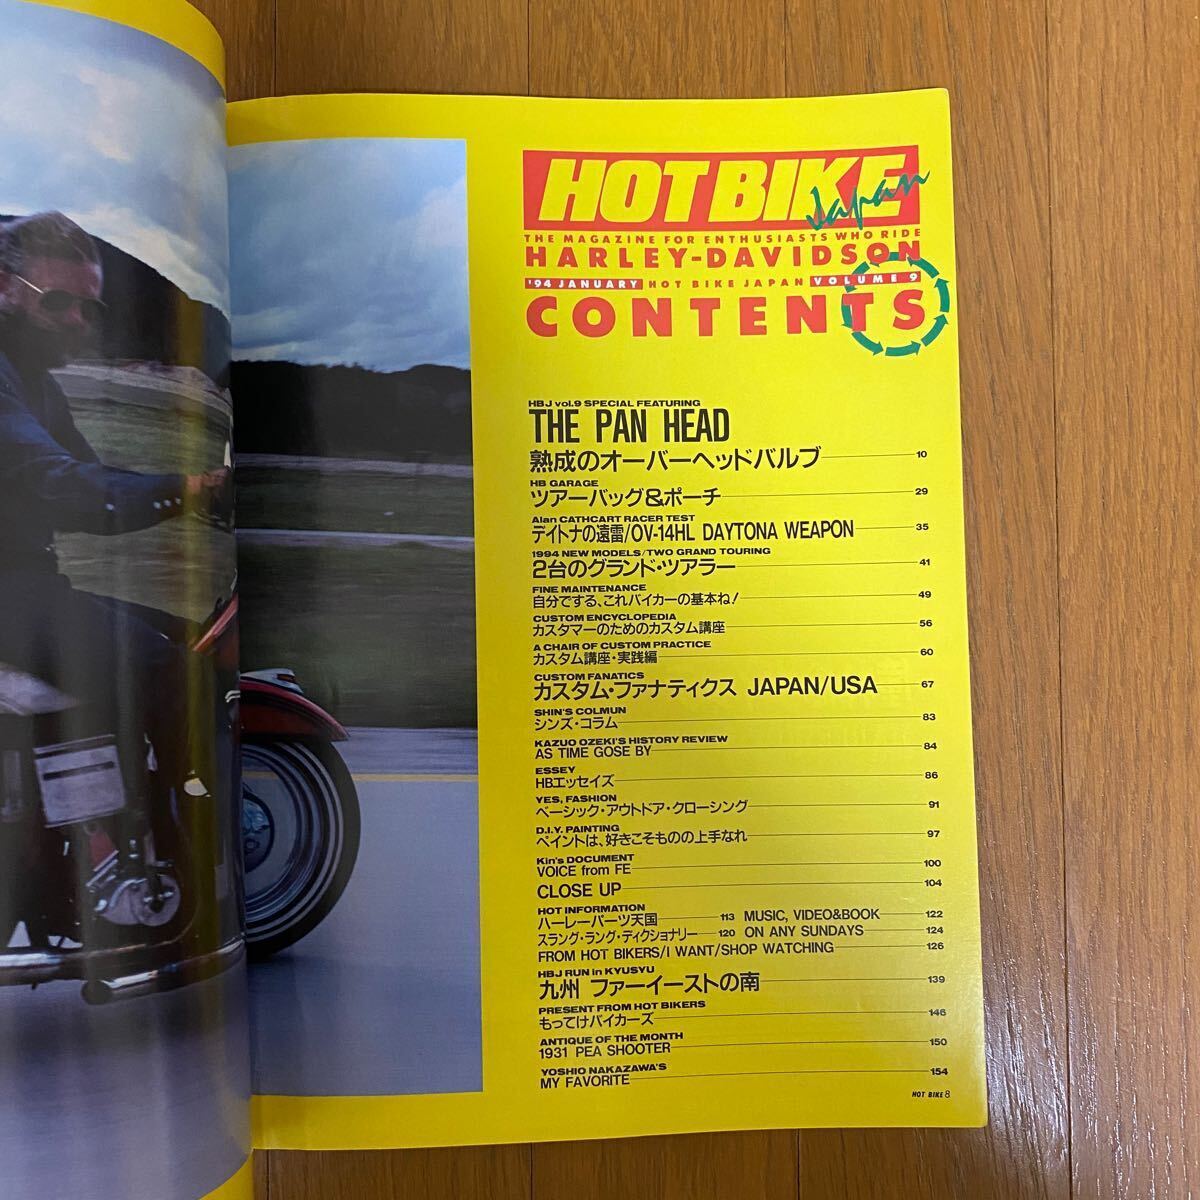 HOT BIKE Japan
THE MAGAZINE FOR ENTHUSIASTS WHO RIDE
HARLEY-DAVIDSON
'94 JANUARY HOT BIKE JAPAN VOLUME 9
CONTENTS
HBJ vol.9 SPECIAL FEATURING
THE PAN HEAD
熟成のオーバーヘッドバルブ 10
HB GARAGE
ツアーバッグ&ポーチ 29
Alan CATHCART RACER TEST
デイトナの遠雷/OV-14HL DAYTONA WEAPON 35
1994 NEW MODELS/TWO GRAND TOURING
2台のグランド・ツアラー 41
FINE MAINTENANCE
自分でする、これバイカーの基本ね! 49
CUSTOM ENCYCLOPEDIA
カスタマーのためのカスタム講座 56
A CHAIR OF CUSTOM PRACTICE
カスタム講座・実践編 60
CUSTOM FANATICS
カスタム・ファナティクス JAPAN/USA 67
SHIN'S COLMUN
シンズ・コラム 83
KAZUO OZEKI'S HISTORY REVIEW
AS TIME GOSE BY 84
ESSEY
HBエッセイズ 86
YES, FASHION
ベーシック・アウトドア・クロージング 91
D.I.Y. PAINTING
ペイントは、好きこそものの上手なれ 97
Kin's DOCUMENT
VOICE from FE 100
CLOSE UP 104
HOT INFORMATION
ハーレーパーツ天国 113 MUSIC, VIDEO&BOOK 122
スラング・ラング・ディクショナリー 120 ON ANY SUNDAYS 124
FROM HOT BIKERS/I WANT/SHOP WATCHING 126
HBJ RUN in KYUSYU
九州 ファーイーストの南 139
PRESENT FROM HOT BIKERS
もってけバイカーズ 146
ANTIQUE OF THE MONTH
1931 PEA SHOOTER 150
YOSHIO NAKAZAWA'S
MY FAVORITE 154
HOT BIKE 8